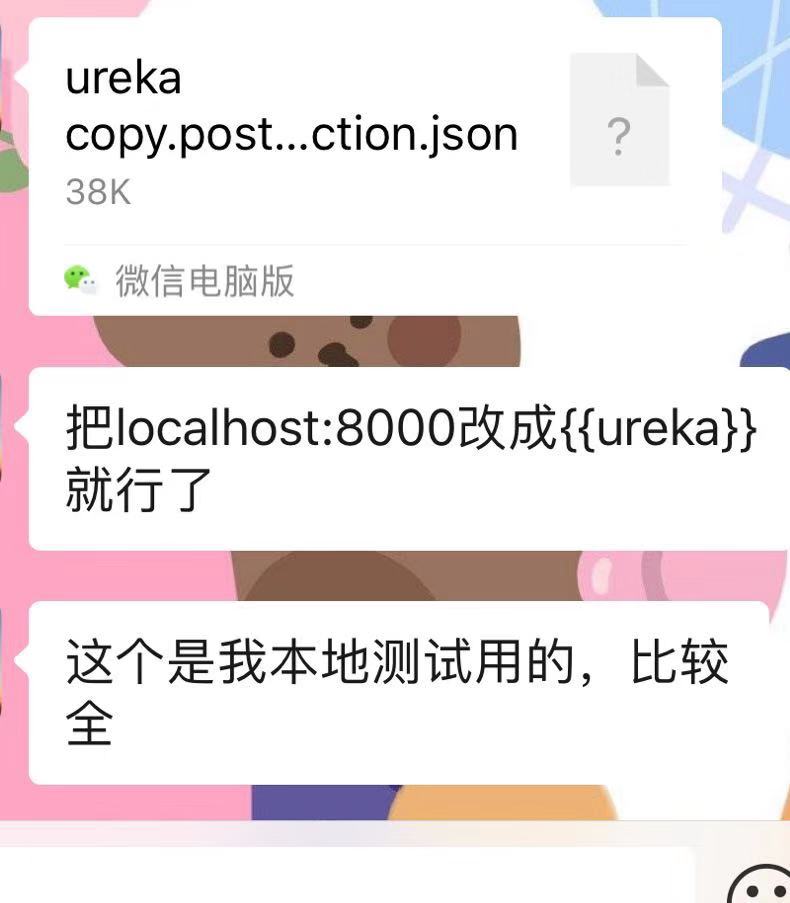 ureka
copy.post...ction.json
38K
微信电脑版
把localhost:8000改成{{ureka}}
就行了
这个是我本地测试用的，比较
全